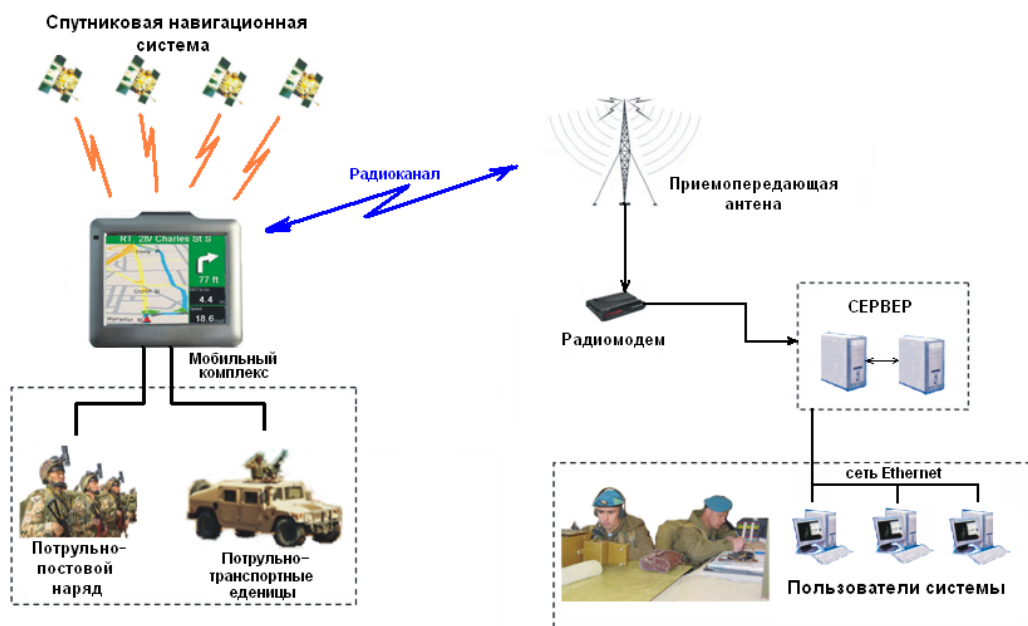 Спутниковая навигационная
система
Радиоканал
Приемопередающая
антена
RT. 28/ Charles St S
77 ft
4.4
18.6
Мобильный
комплекс
Радиомодем
СЕРВЕР
сеть Ethernet
Потрульно-
постовой
наряд
Потрульно-
транспортные
еденицы
Пользователи системы